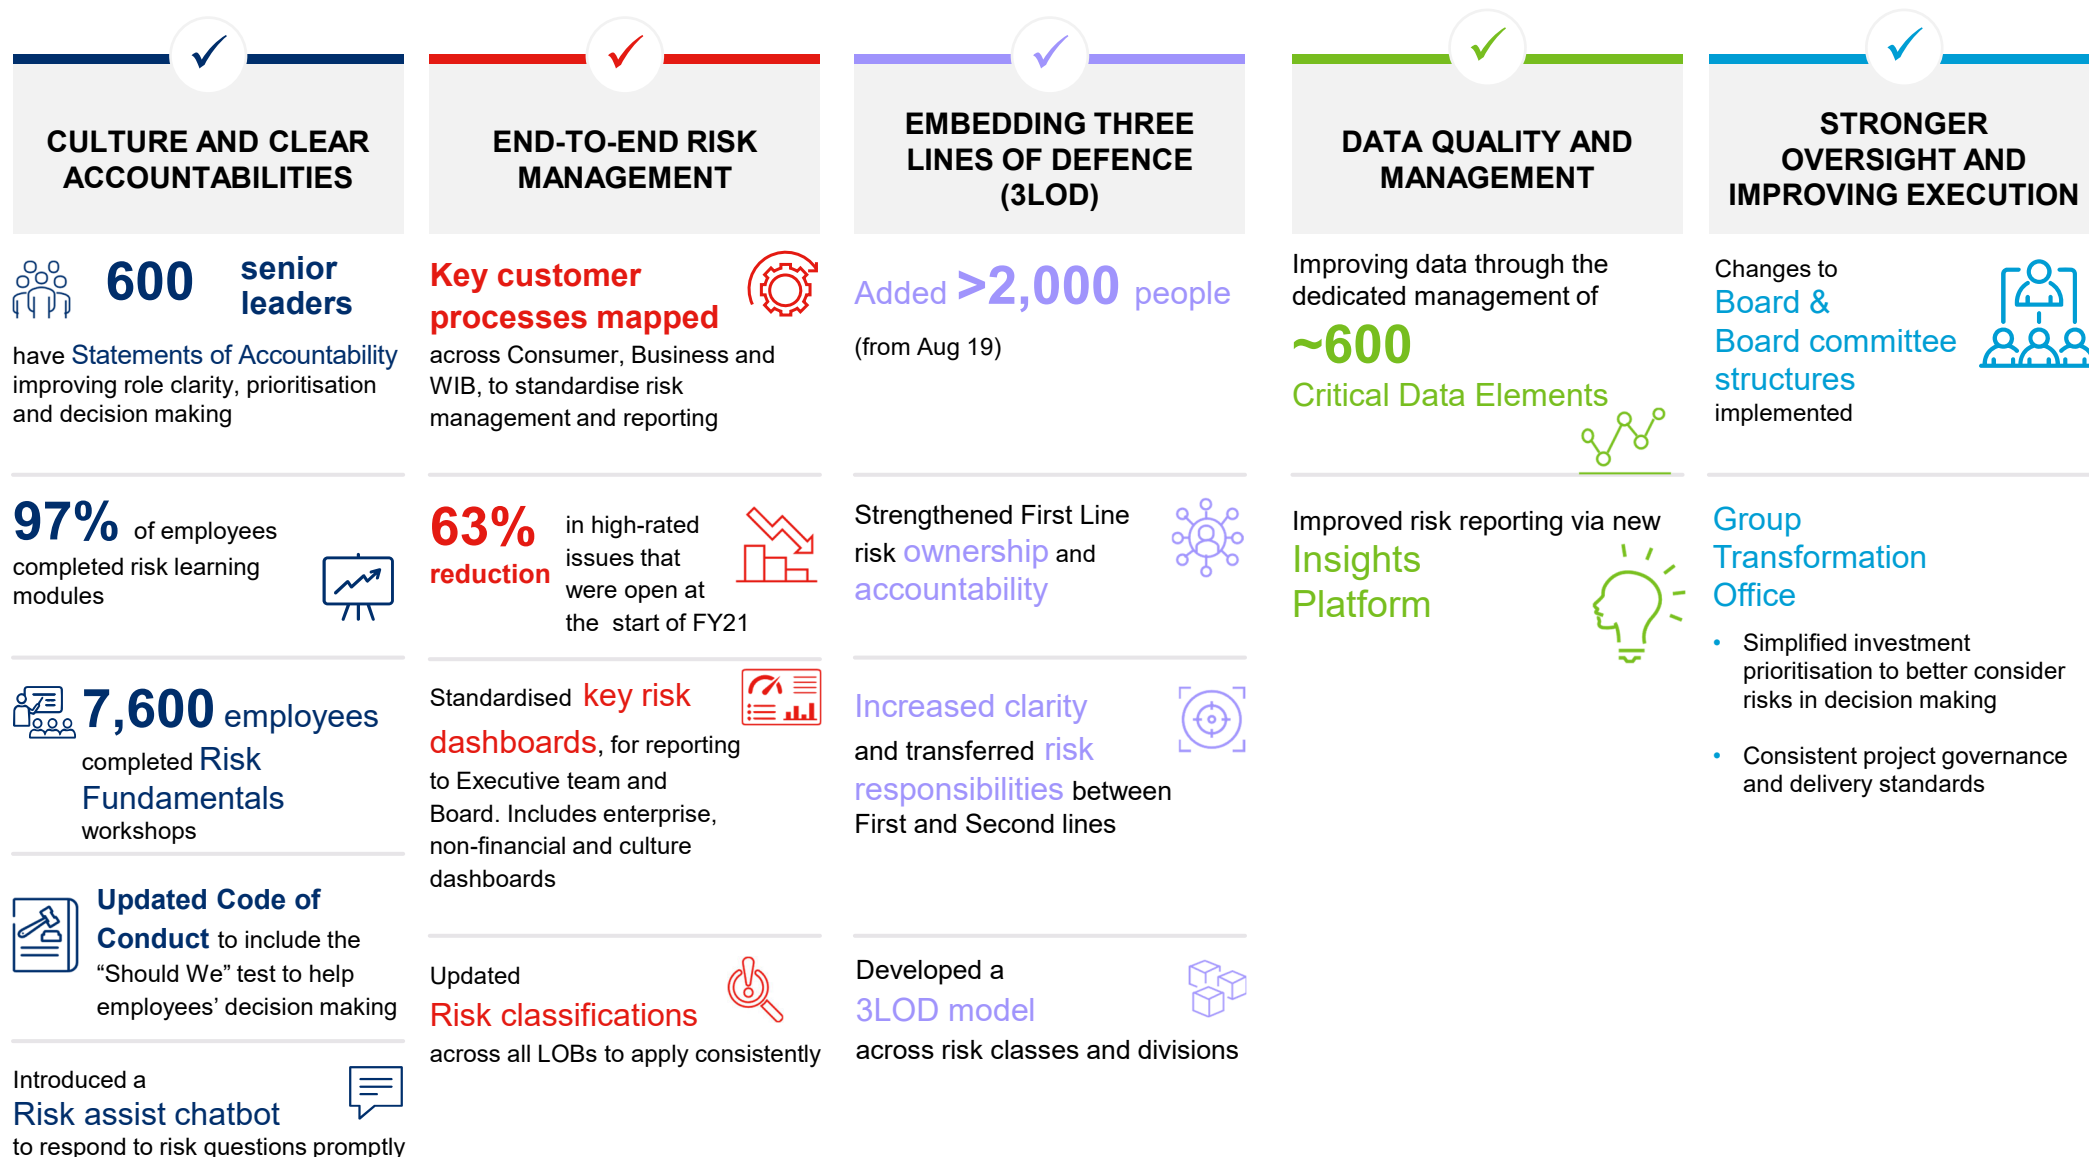 CULTURE AND CLEAR
ACCOUNTABILITIES
600 senior
leaders
have Statements of Accountability
improving role clarity, prioritisation
and decision making
97% of employees
completed risk learning
modules
7,600 employees
completed Risk
Fundamentals
workshops
Updated Code of
Conduct to include the
“Should We” test to help
employees’ decision making
Introduced a
Risk assist chatbot
to respond to risk questions promptly
END-TO-END RISK
MANAGEMENT
Key customer
processes mapped
across Consumer, Business and
WIB, to standardise risk
management and reporting
63%
reduction
in high-rated
issues that
were open at
the start of FY21
Standardised key risk
dashboards, for reporting
to Executive team and
Board. Includes enterprise,
non-financial and culture
dashboards
Updated
Risk classifications
across all LOBs to apply consistently
EMBEDDING THREE
LINES OF DEFENCE
(3LOD)
Added >2,000 people
(from Aug 19)
Strengthened First Line
risk ownership and
accountability
Increased clarity
and transferred risk
responsibilities between
First and Second lines
Developed a
3LOD model
across risk classes and divisions
DATA QUALITY AND
MANAGEMENT
Improving data through the
dedicated management of
~600
Critical Data Elements
Improved risk reporting via new
Insights
Platform
STRONGER
OVERSIGHT AND
IMPROVING EXECUTION
Changes to
Board &
Board committee
structures
implemented
Group
Transformation
Office
• Simplified investment
prioritisation to better consider
risks in decision making
• Consistent project governance
and delivery standards